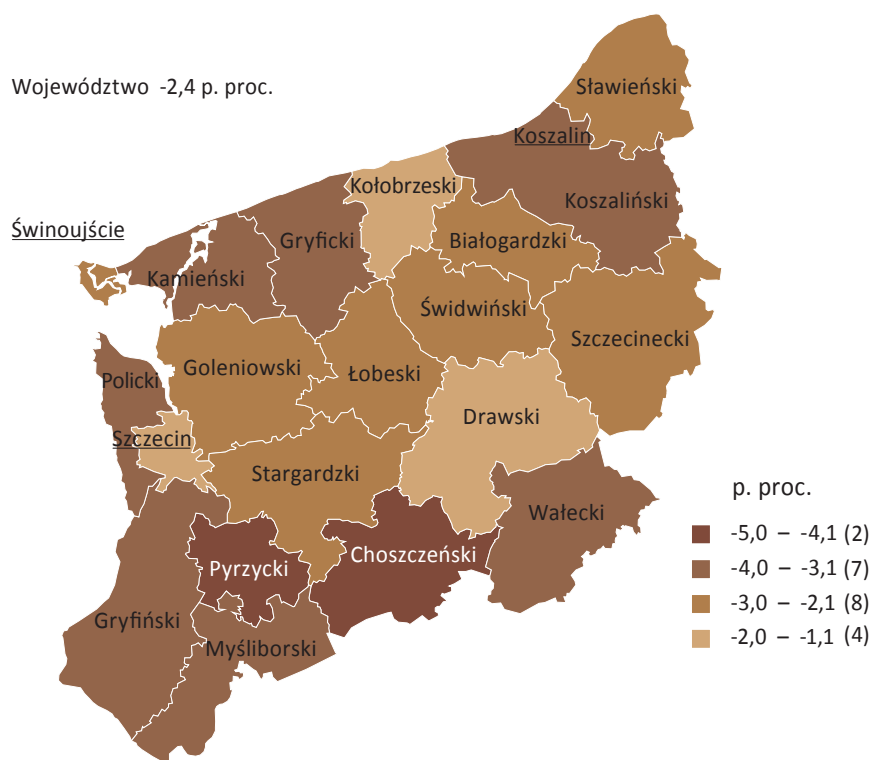 Województwo -2,4 p. proc.
Sławieński
Koszalin
Kołobrzeski
Koszaliński
Świnoujście
Gryficki
Białogardzki
Kamieński
Świdwiński
Szczecinecki
Goleniowski
Łobeski
Policki
Drawski
Szczecin
Stargardzki
p. proc.
Wałecki
-5,0 – -4,1 (2)
Choszczeński
Pyrzycki
-4,0 – -3,1 (7)
-3,0 – -2,1 (8)
Gryfiński
-2,0 – -1,1 (4)
Myśliborski